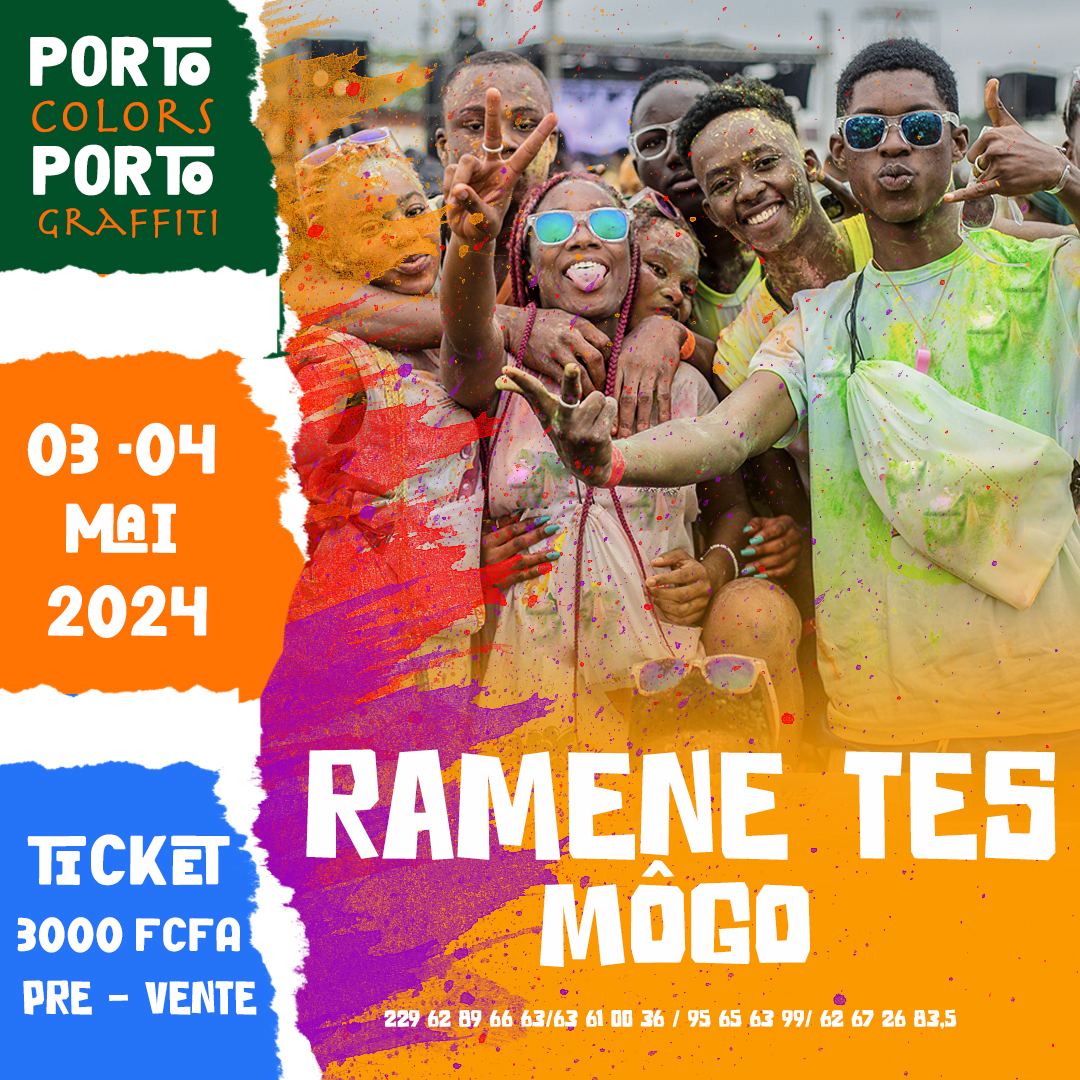 PORTO
COLORS
PORTO
GRAFFITI
03 -04
MAI
2024
TICKET
3000 FCFA
PRE - VENTE
RAMENE TES
MÔGO
229 62 89 66 63/63 61 00 36 / 95 65 63 99/ 62 67 26 83,5